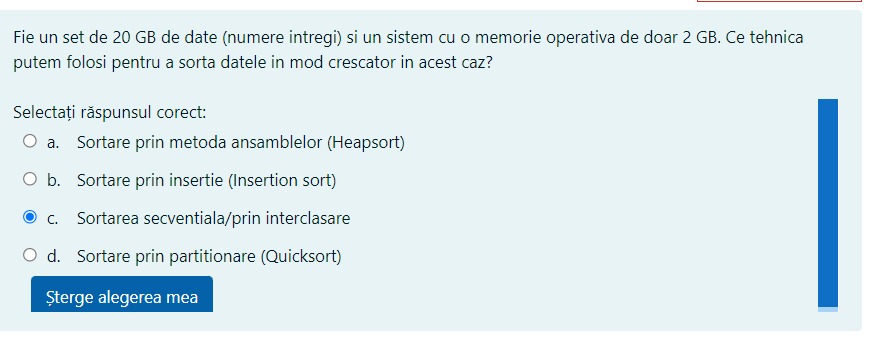 Fie un set de 20 GB de date (numere intregi) si un sistem cu o memorie operativa de doar 2 GB. Ce tehnica
putem folosi pentru a sorta datele in mod crescator in acest caz?
Selectați răspunsul corect:
a. Sortare prin metoda ansamblelor (Heapsort)
b. Sortare prin insertie (Insertion sort)
c. Sortarea secventiala/prin interclasare
d. Sortare prin partitionare (Quicksort)
Șterge alegerea mea